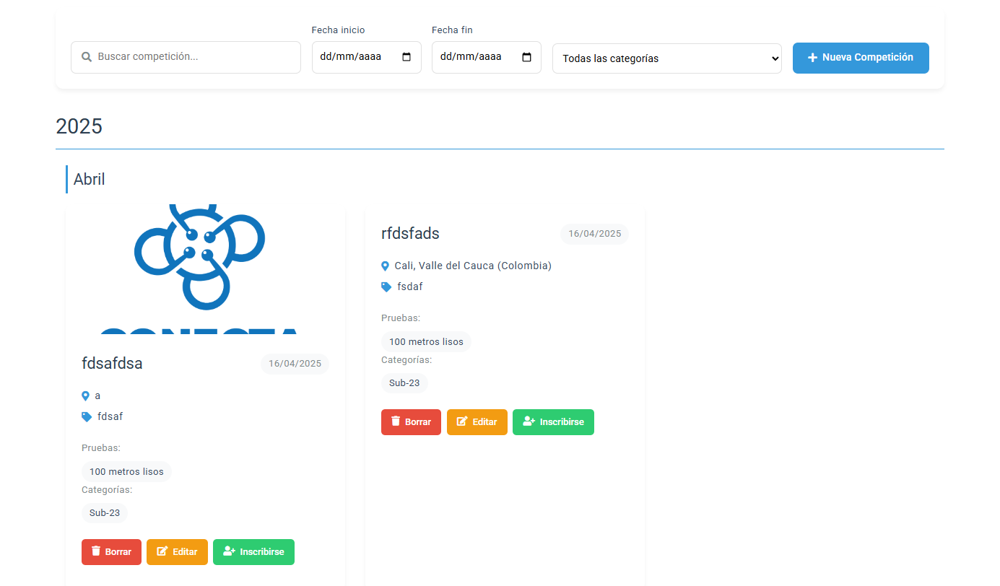 Fecha inicio
Fecha fin
Buscar competición...
dd/mm/aaaa
dd/mm/aaaa
Todas las categorías
Nueva Competición
2025
Abril
fdsafdsa
16/04/2025
a
fdsaf
Pruebas:
100 metros lisos
Categorías:
Sub-23
Borrar
Editar
Inscribirse
rfdsfads
16/04/2025
Cali, Valle del Cauca (Colombia)
fsdaf
Pruebas:
100 metros lisos
Categorías:
Sub-23
Borrar
Editar
Inscribirse